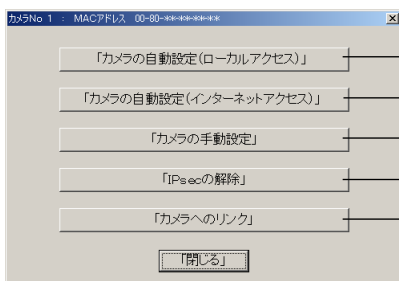 カメラNo 1 : MACアドレス 00-80-**-**-**-**
「カメラの自動設定(ローカルアクセス)」
「カメラの自動設定(インターネットアクセス)」
「カメラの手動設定」
「IPsecの解除」
「カメラへのリンク」
「閉じる」